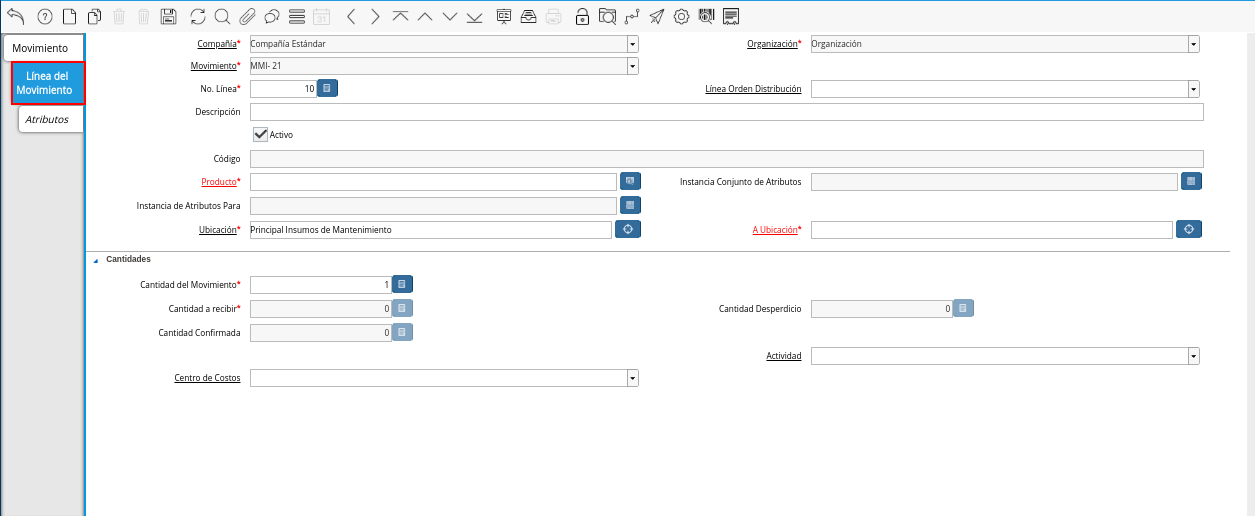 Movimiento
Línea del
Movimiento
Atributos
Compañía* Compañía Estándar Organización* Organización
Movimiento* MMI- 21
No. Línea* 10 Línea Orden Distribución
Descripción
Activo
Código
Producto* Instancia Conjunto de Atributos
Instancia de Atributos Para
Ubicación* Principal Insumos de Mantenimiento A Ubicación*
Cantidades
Cantidad del Movimiento* 1
Cantidad a recibir* 0 Cantidad Desperdicio 0
Cantidad Confirmada 0
Actividad
Centro de Costos